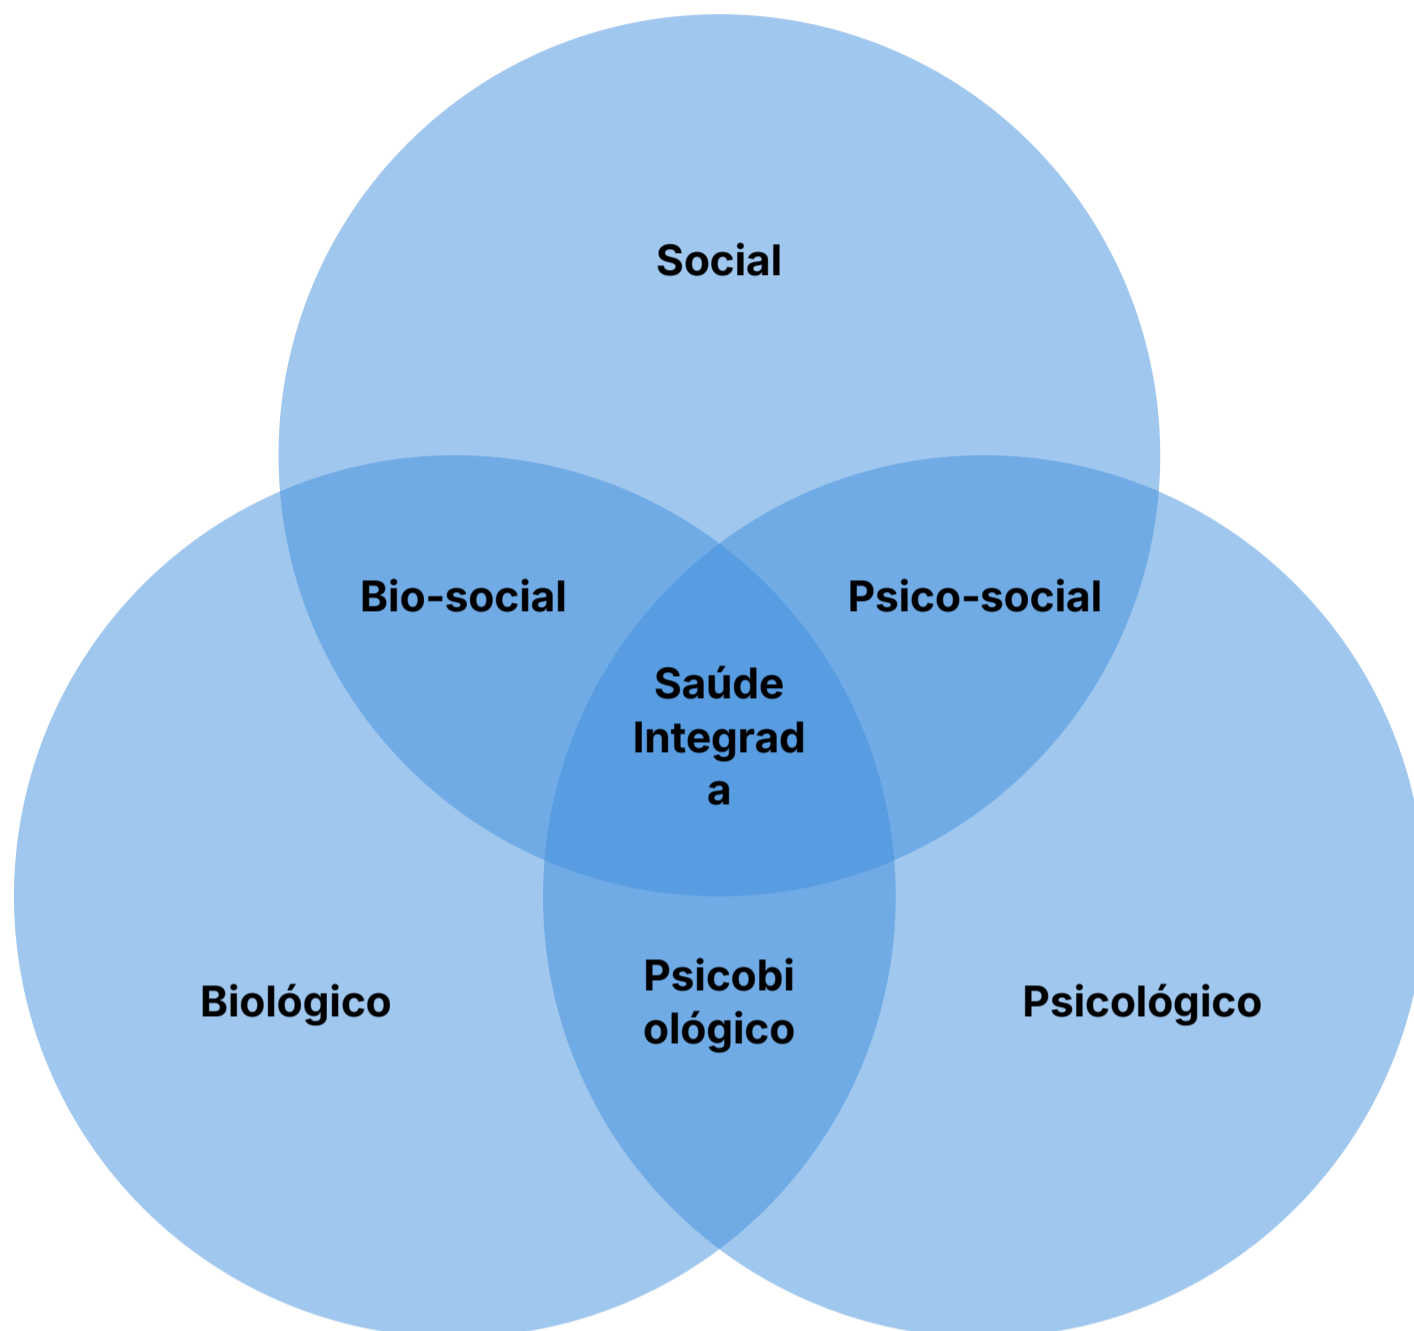 Social
Bio-social
Psico-social
Saúde
Integrad
a
Psicobi
ológico
Biológico
Psicológico